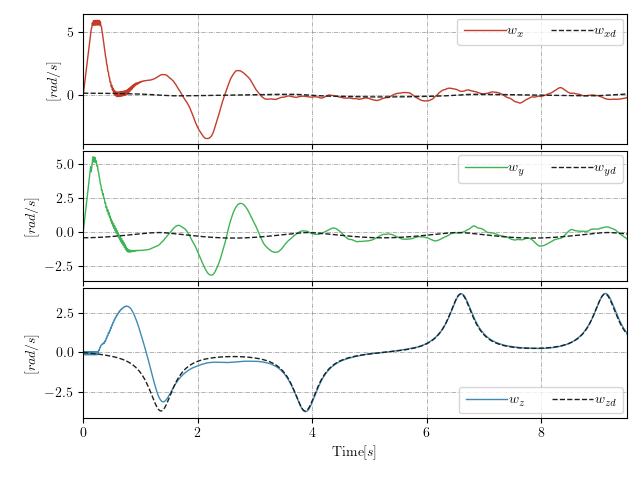 5
0
[rad/s]
w_x w_xd
5.0
2.5
0.0
−2.5
[rad/s]
w_y w_yd
2.5
0.0
−2.5
[rad/s]
w_z w_zd
0 2 4 6 8
Time[s]